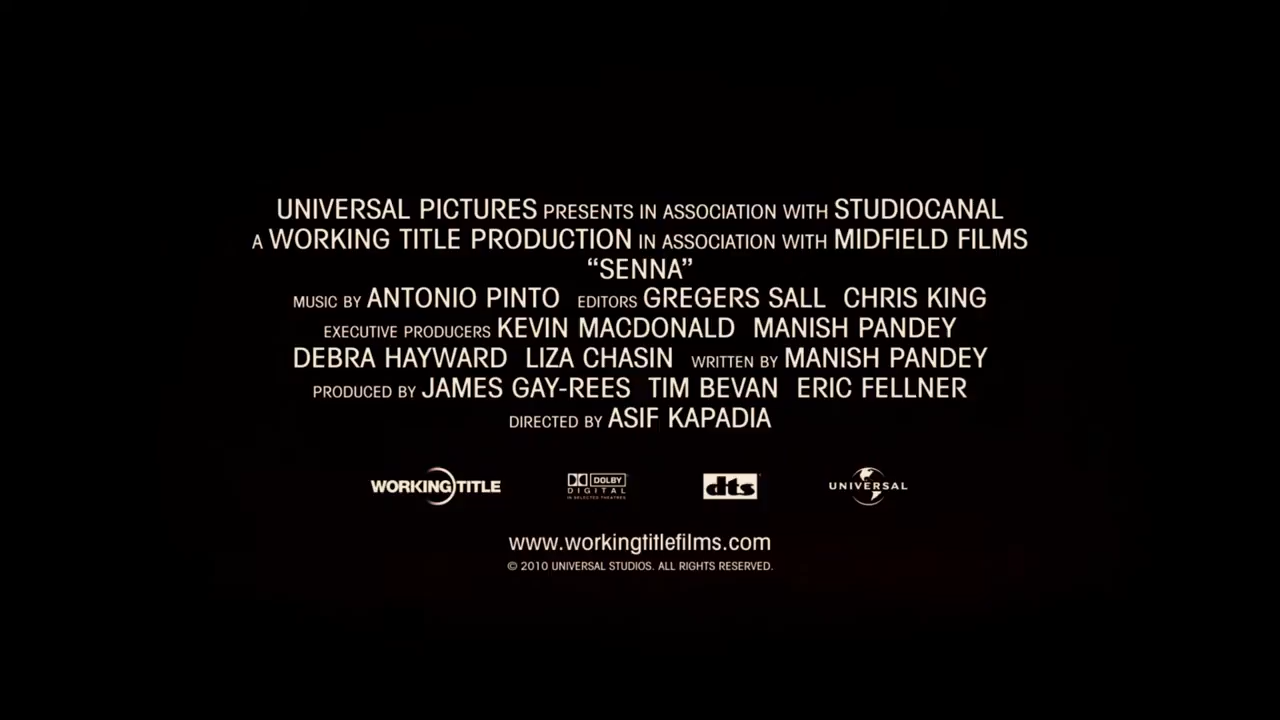 UNIVERSAL PICTURES PRESENTS IN ASSOCIATION WITH STUDIOCANAL
A WORKING TITLE PRODUCTION IN ASSOCIATION WITH MIDFIELD FILMS
“SENNA”
MUSIC BY ANTONIO PINTO EDITORS GREGERS SALL CHRIS KING
EXECUTIVE PRODUCERS KEVIN MACDONALD MANISH PANDEY
DEBRA HAYWARD LIZA CHASIN WRITTEN BY MANISH PANDEY
PRODUCED BY JAMES GAY-REES TIM BEVAN ERIC FELLNER
DIRECTED BY ASIF KAPADIA
WORKING TITLE
DOLBY
DIGITAL
IN SELECTED THEATRES
dts
UNIVERSAL
www.workingtitlefilms.com
© 2010 UNIVERSAL STUDIOS. ALL RIGHTS RESERVED.